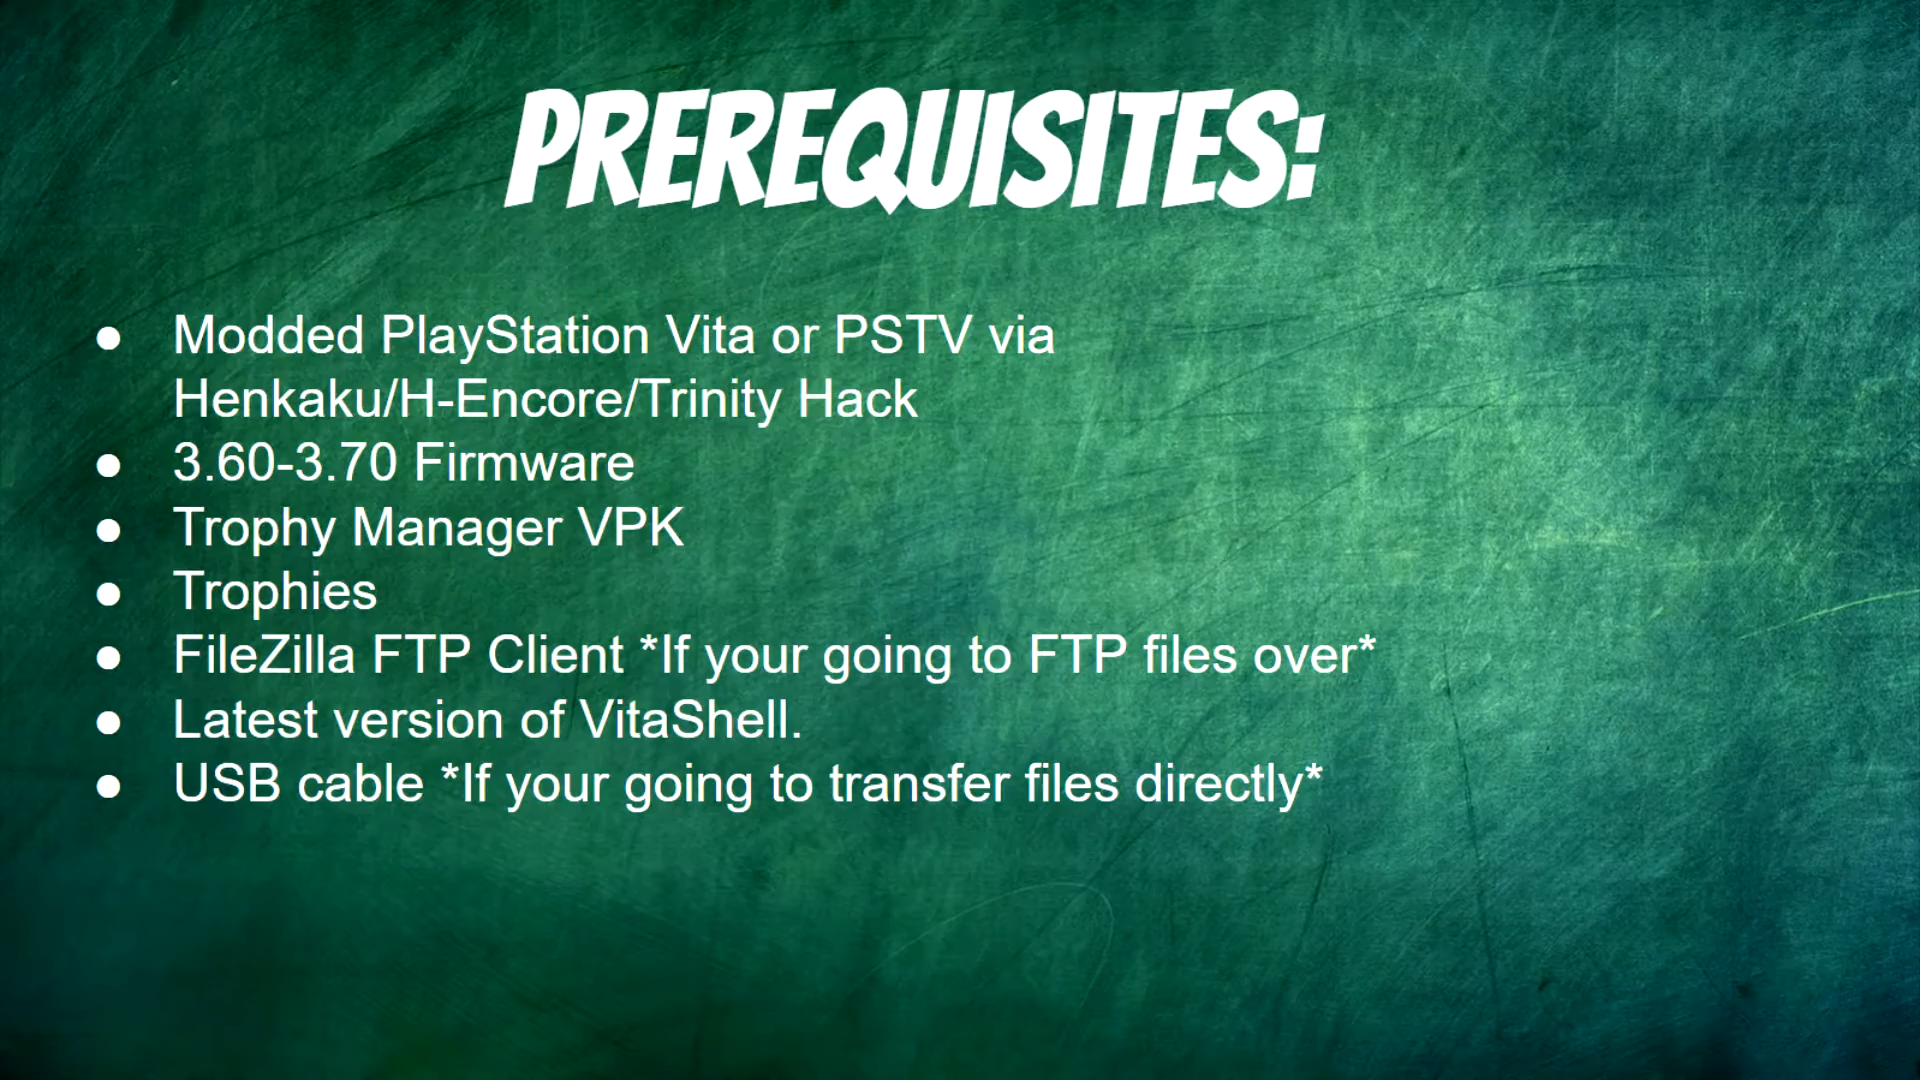 PREREQUISITES:
● Modded PlayStation Vita or PSTV via
Henkaku/H-Encore/Trinity Hack
● 3.60-3.70 Firmware
● Trophy Manager VPK
● Trophies
● FileZilla FTP Client *If your going to FTP files over*
● Latest version of VitaShell.
● USB cable *If your going to transfer files directly*